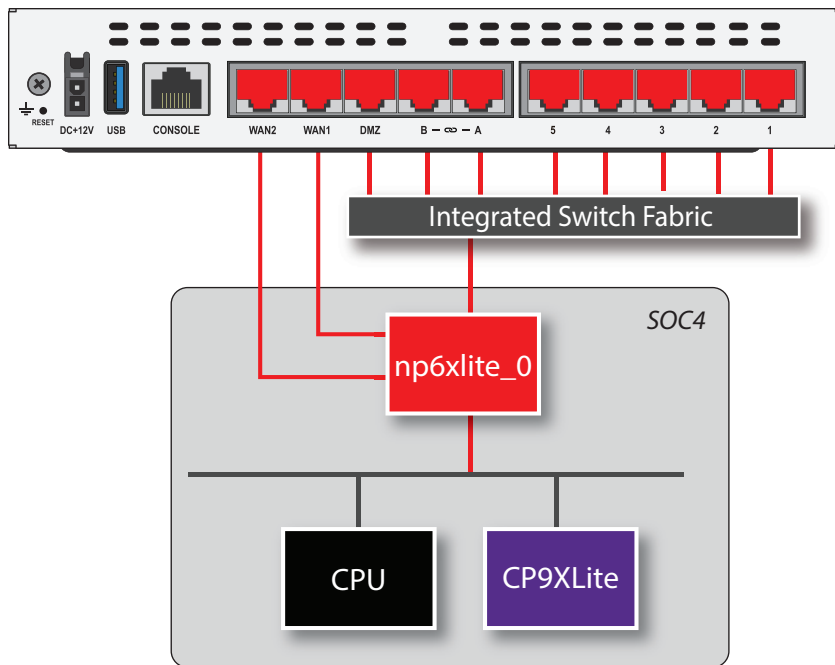 RESET
DC+12V
USB
CONSOLE
WAN2
WAN1
DMZ
B
A
5
4
3
2
1
Integrated Switch Fabric
SOC4
np6xlite_0
CPU
CP9XLite